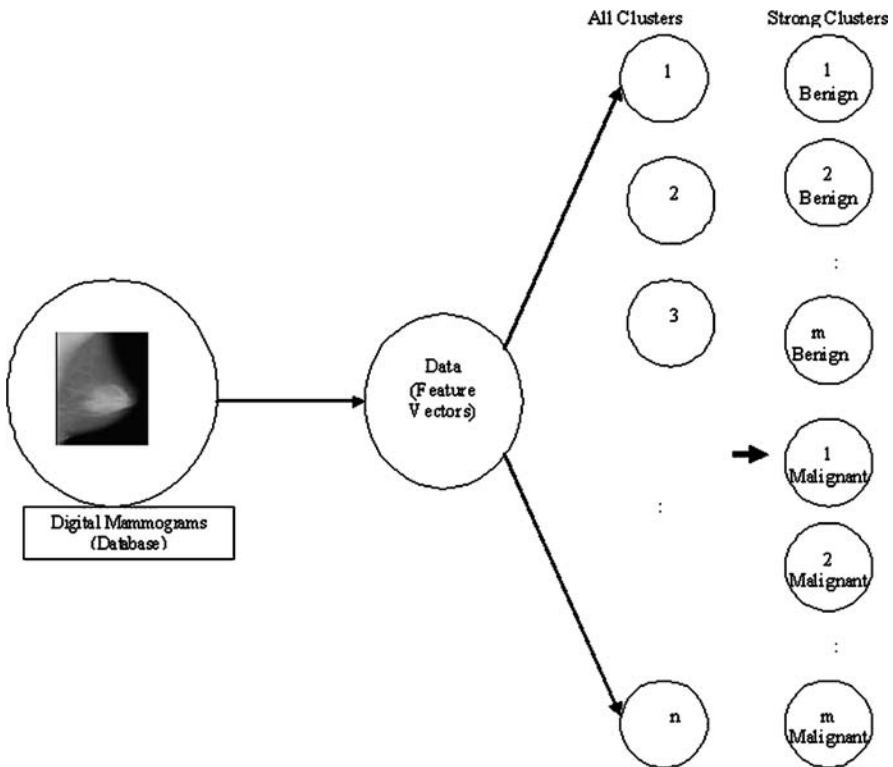 All Clusters
Strong Clusters
1
2
3
:
n
1
Benign
2
Benign
:
m
Benign
1
Malignant
2
Malignant
:
m
Malignant
Data
(Feature
Vectors)
Digital Mammograms
(Database)